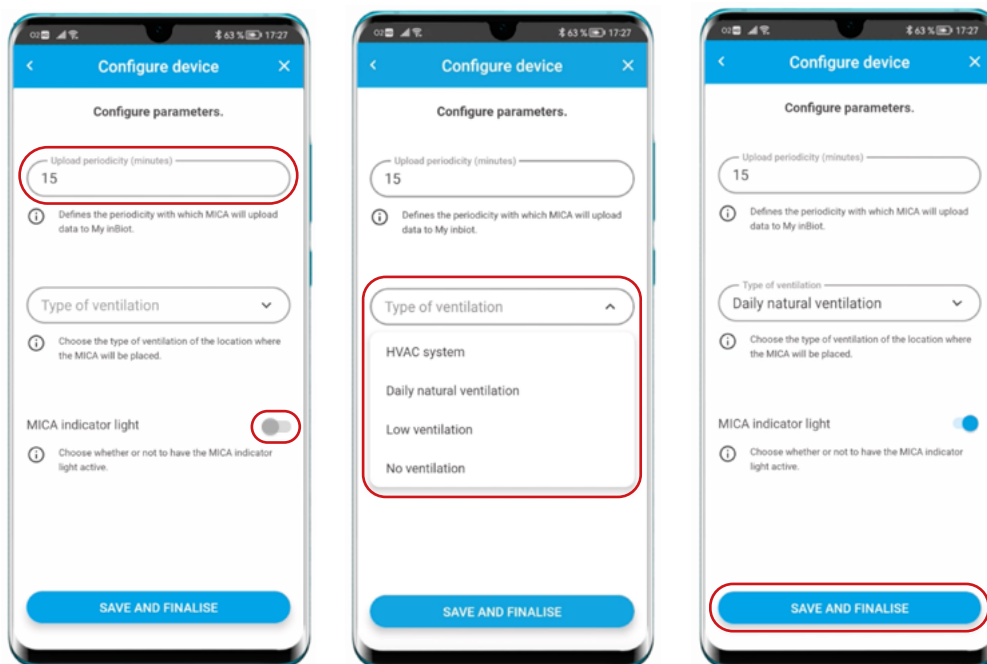 63 % 17:27
Configure device
Configure parameters.
Upload periodicity (minutes)
15
Defines the periodicity with which MICA will upload
data to My inBiot.
Type of ventilation
Choose the type of ventilation of the location where
the MICA will be placed.
MICA indicator light
Choose whether or not to have the MICA indicator
light active.
SAVE AND FINALISE
63 % 17:27
Configure device
Configure parameters.
Upload periodicity (minutes)
15
Defines the periodicity with which MICA will upload
data to My inbiot.
Type of ventilation
HVAC system
Daily natural ventilation
Low ventilation
No ventilation
SAVE AND FINALISE
63 % 17:27
Configure device
Configure parameters.
Upload periodicity (minutes)
15
Defines the periodicity with which MICA will upload
data to My inBiot.
Type of ventilation
Daily natural ventilation
Choose the type of ventilation of the location where
the MICA will be placed.
MICA indicator light
Choose whether or not to have the MICA indicator
light active.
SAVE AND FINALISE